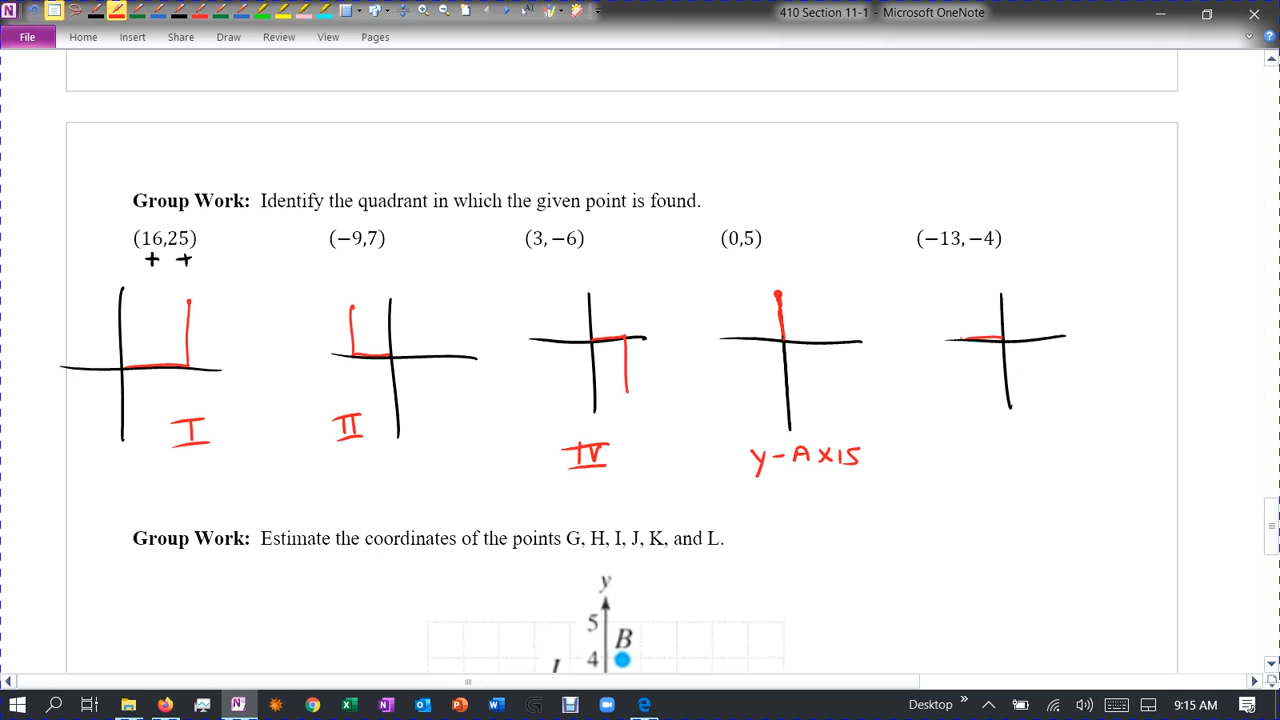 410 Section 11-1 - Microsoft OneNote
File Home Insert Share Draw Review View Pages
Group Work: Identify the quadrant in which the given point is found.
(16,25) (−9,7) (3, −6) (0,5) (−13, −4)
+ +
I II IV y-AXIS
Group Work: Estimate the coordinates of the points G, H, I, J, K, and L.
y
5 B
4
Desktop » 9:15 AM